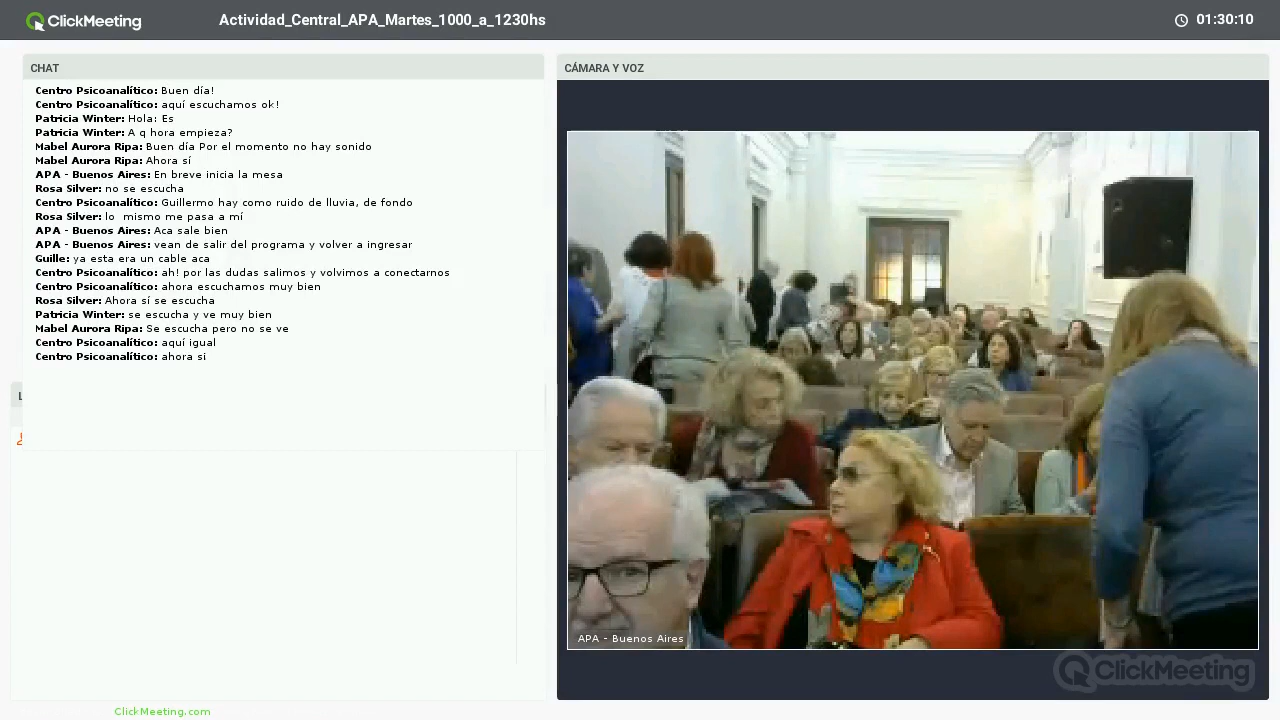 ClickMeeting
Actividad_Central_APA_Martes_1000_a_1230hs
01:30:10
CHAT
Centro Psicoanalítico: Buen día!
Centro Psicoanalítico: aquí escuchamos ok!
Patricia Winter: Hola: Es
Patricia Winter: A q hora empieza?
Mabel Aurora Ripa: Buen día Por el momento no hay sonido
Mabel Aurora Ripa: Ahora sí
APA - Buenos Aires: En breve inicia la mesa
Rosa Silver: no se escucha
Centro Psicoanalítico: Guillermo hay como ruido de lluvia, de fondo
Rosa Silver: lo mismo me pasa a mí
APA - Buenos Aires: Aca sale bien
APA - Buenos Aires: vean de salir del programa y volver a ingresar
Guille: ya esta era un cable aca
Centro Psicoanalítico: ah! por las dudas salimos y volvimos a conectarnos
Centro Psicoanalítico: ahora escuchamos muy bien
Rosa Silver: Ahora sí se escucha
Patricia Winter: se escucha y ve muy bien
Mabel Aurora Ripa: Se escucha pero no se ve
Centro Psicoanalítico: aquí igual
Centro Psicoanalítico: ahora si
L
ClickMeeting.com
CÁMARA Y VOZ
APA - Buenos Aires
ClickMeeting